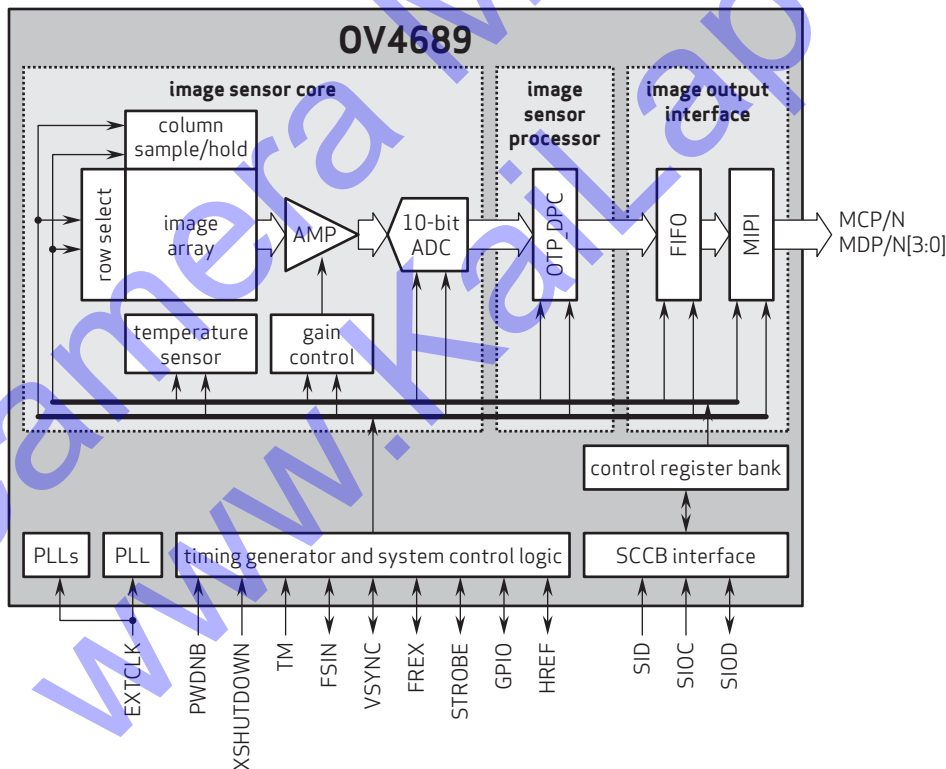 OV4689
image sensor core
image
sensor
processor
image output
interface
column
sample/hold
row select
image
array
AMP
10-bit
ADC
OTP_DPC
FIFO
MIPI
MCP/N
MDP/N[3:0]
temperature
sensor
gain
control
control register bank
PLLs
PLL
timing generator and system control logic
SCCB interface
EXTCLK
PWDNB
XSHUTDOWN
TM
FSIN
VSYNC
FREX
STROBE
GPIO
HREF
SID
SIOC
SIOD
Camera M
www.KaiLap